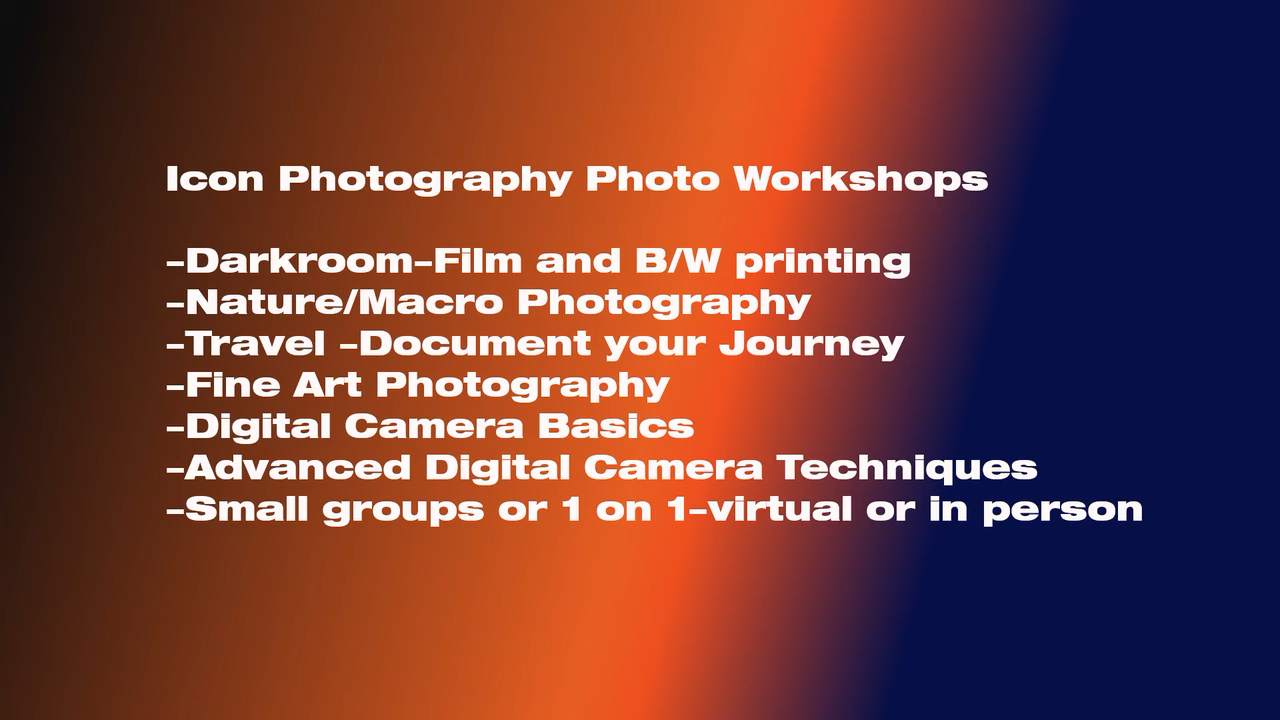 Icon Photography Photo Workshops
-Darkroom-Film and B/W printing
-Nature/Macro Photography
-Travel -Document your Journey
-Fine Art Photography
-Digital Camera Basics
-Advanced Digital Camera Techniques
-Small groups or 1 on 1-virtual or in person